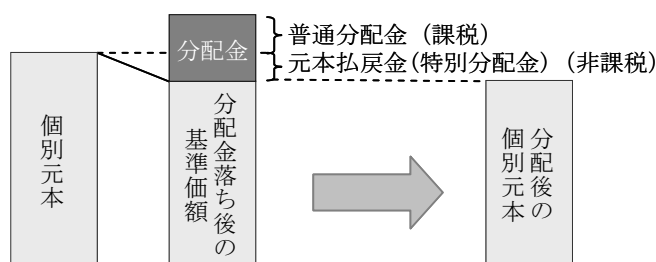 分配金
普通分配金（課税）
元本払戻金（特別分配金）（非課税）
個別元本
分配金落ち後の
基準価額
分配後の
個別元本